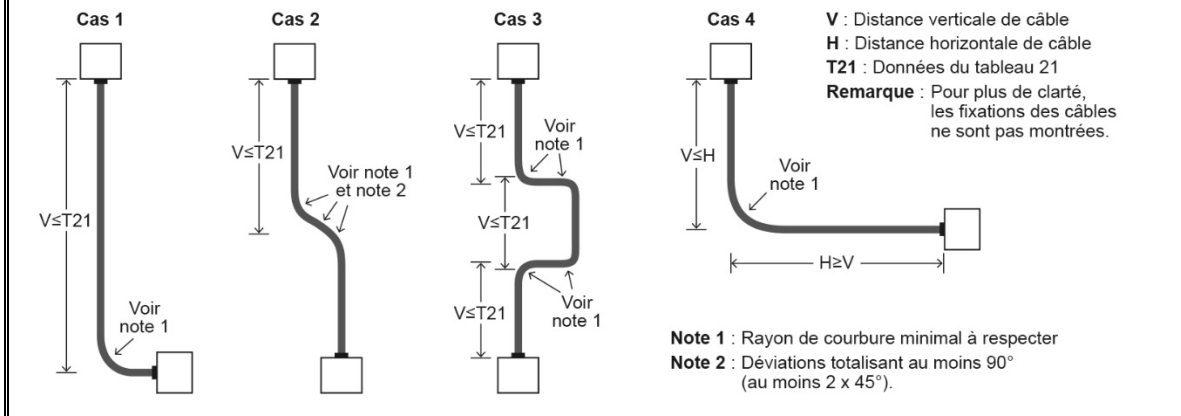 Cas 1
V≤T21
Voir
note 1
Cas 2
V≤T21
Voir note 1
et note 2
Cas 3
V≤T21
Voir
note 1
V≤T21
V≤T21
Voir
note 1
Cas 4
V≤H
Voir
note 1
H≥V
V : Distance verticale de câble
H : Distance horizontale de câble
T21 : Données du tableau 21
Remarque : Pour plus de clarté,
les fixations des câbles
ne sont pas montrées.
Note 1 : Rayon de courbure minimal à respecter
Note 2 : Déviations totalisant au moins 90°
(au moins 2 x 45°).